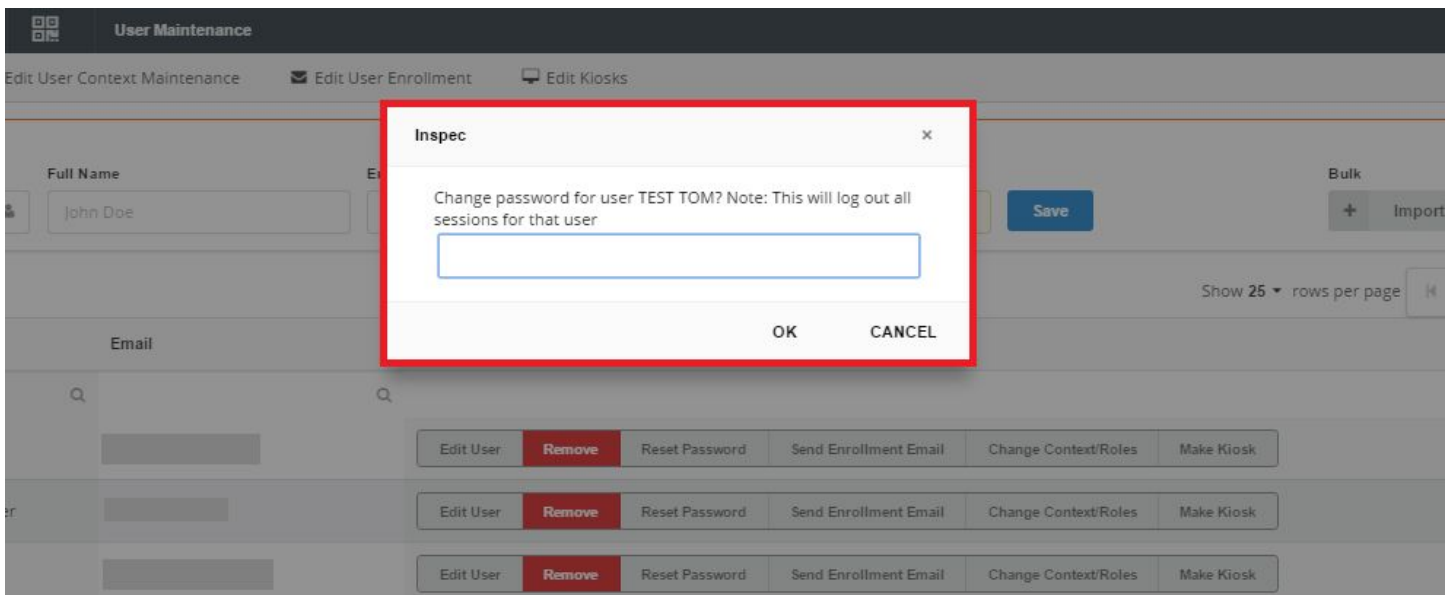 User Maintenance
Edit User Context Maintenance Edit User Enrollment Edit Kiosks
Inspec ×
Full Name Bulk
John Doe Save + Import
Change password for user TEST TOM? Note: This will log out all
sessions for that user
Show 25 rows per page
OK CANCEL
Email
Edit User Remove Reset Password Send Enrollment Email Change Context/Roles Make Kiosk
Edit User Remove Reset Password Send Enrollment Email Change Context/Roles Make Kiosk
Edit User Remove Reset Password Send Enrollment Email Change Context/Roles Make Kiosk